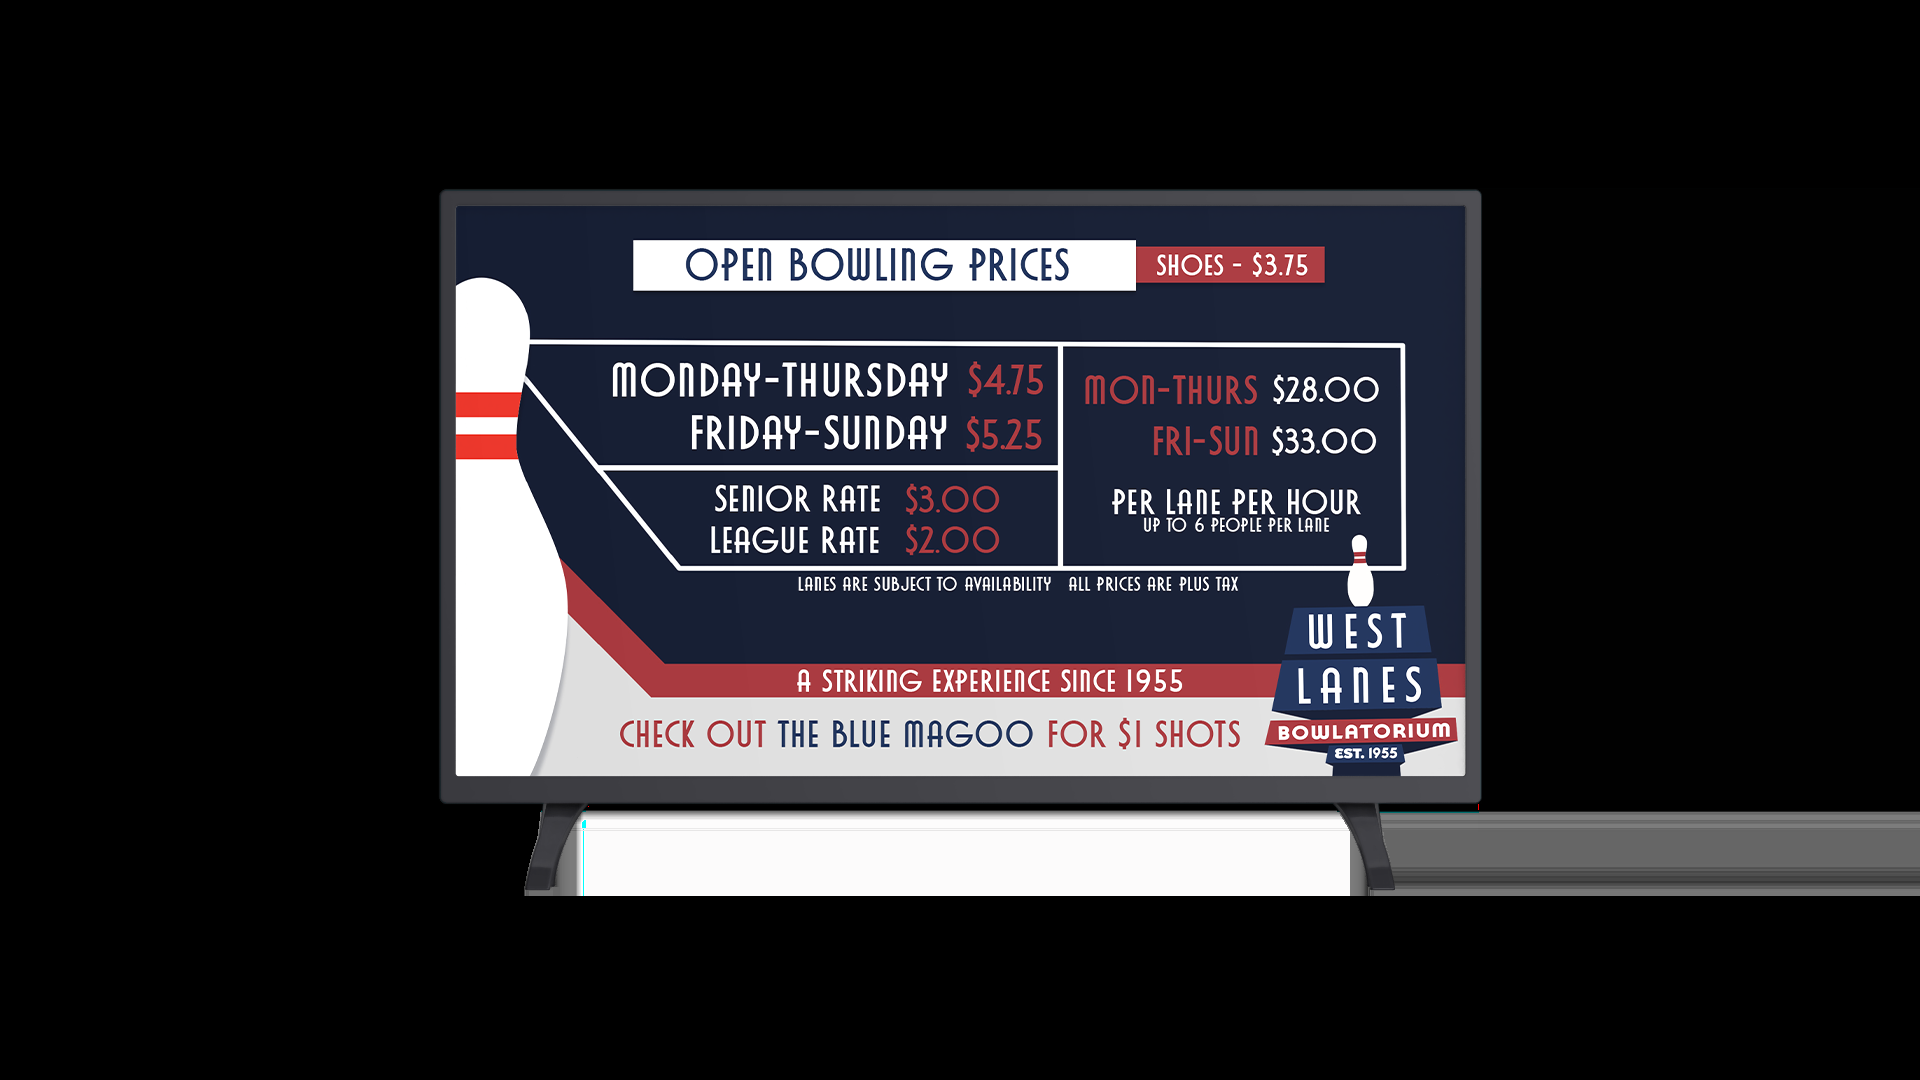 OPEN BOWLING PRICES
SHOES - $3.75
MONDAY-THURSDAY $4.75
FRIDAY-SUNDAY $5.25
SENIOR RATE $3.00
LEAGUE RATE $2.00
MON-THURS $28.00
FRI-SUN $33.00
PER LANE PER HOUR
UP TO 6 PEOPLE PER LANE
LANES ARE SUBJECT TO AVAILABILITY ALL PRICES ARE PLUS TAX
A STRIKING EXPERIENCE SINCE 1955
CHECK OUT THE BLUE MAGOO FOR $1 SHOTS
WEST
LANES
BOWLATORIUM
EST. 1955